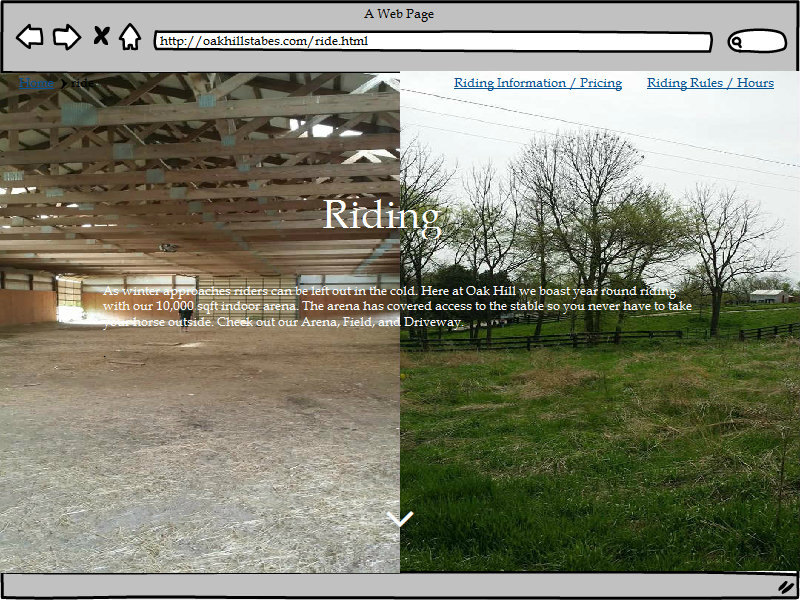 A Web Page
http://oakhillstabes.com/ride.html
Home > ride Riding Information / Pricing Riding Rules / Hours
Riding
As winter approaches riders can be left out in the cold. Here at Oak Hill we boast year round riding
with our 10,000 sqft indoor arena. The arena has covered access to the stable so you never have to take
your horse outside. Check out our Arena, Field, and Driveway.